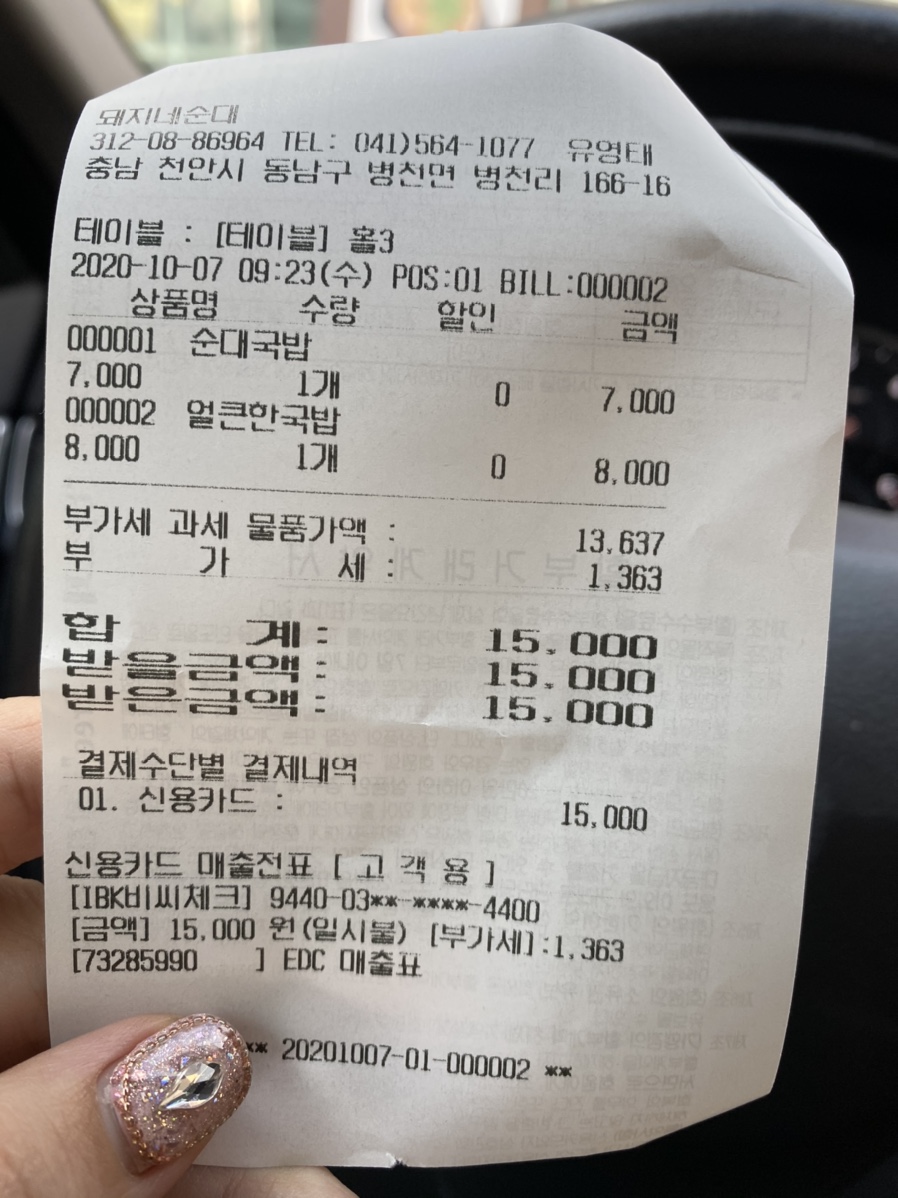 돼지네순대
312-08-86964 TEL: 041)564-1077 유영태
충남 천안시 동남구 병천면 병천리 166-16
테이블 : [테이블] 홀3
2020-10-07 09:23(수) POS:01 BILL:000002
상품명 수량 할인 금액
000001 순대국밥
7,000 1개 0 7,000
000002 얼큰한국밥
8,000 1개 0 8,000
부가세 과세 물품가액 : 13,637
부 가 세 : 1,363
합 계 : 15,000
받을금액 : 15,000
받은금액 : 15,000
결제수단별 결제내역
01. 신용카드 : 15,000
신용카드 매출전표 [ 고 객 용 ]
[IBK비씨체크] 9440-03**-****-4400
[금액] 15,000 원(일시불) [부가세]:1,363
[73285990 ] EDC 매출표
** 20201007-01-000002 **